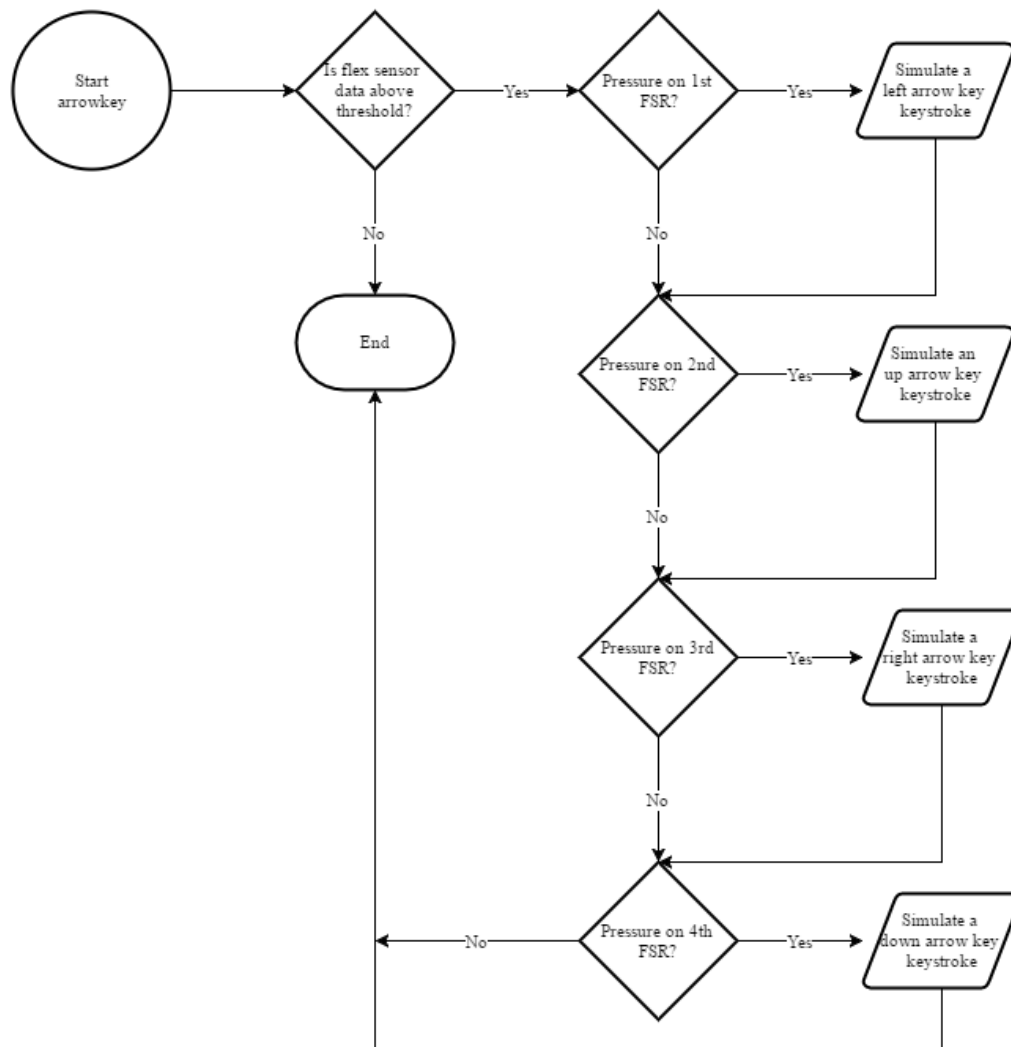 Start
arrowkey
Is flex sensor
data above
threshold?
Yes
Pressure on 1st
FSR?
Yes
Simulate a
left arrow key
keystroke
No
No
End
Pressure on 2nd
FSR?
Yes
Simulate an
up arrow key
keystroke
No
Pressure on 3rd
FSR?
Yes
Simulate a
right arrow key
keystroke
No
Pressure on 4th
FSR?
No
Yes
Simulate a
down arrow key
keystroke